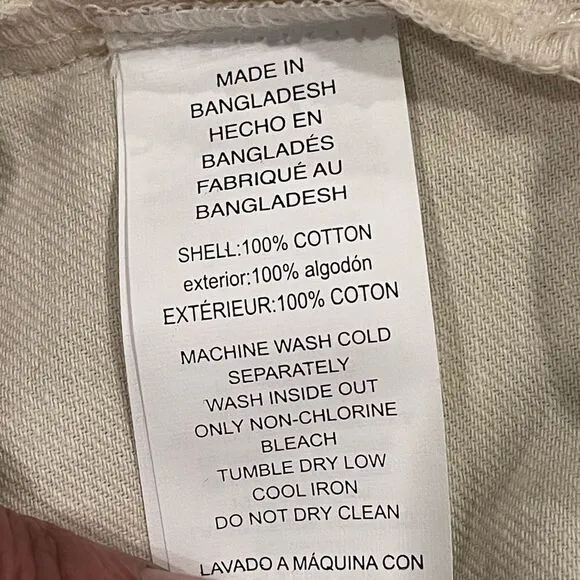 MADE IN
BANGLADESH
HECHO EN
BANGLADÉS
FABRIQUÉ AU
BANGLADESH
SHELL:100% COTTON
exterior:100% algodón
EXTÉRIEUR:100% COTON
MACHINE WASH COLD
SEPARATELY
WASH INSIDE OUT
ONLY NON-CHLORINE
BLEACH
TUMBLE DRY LOW
COOL IRON
DO NOT DRY CLEAN
LAVADO A MÁQUINA CON